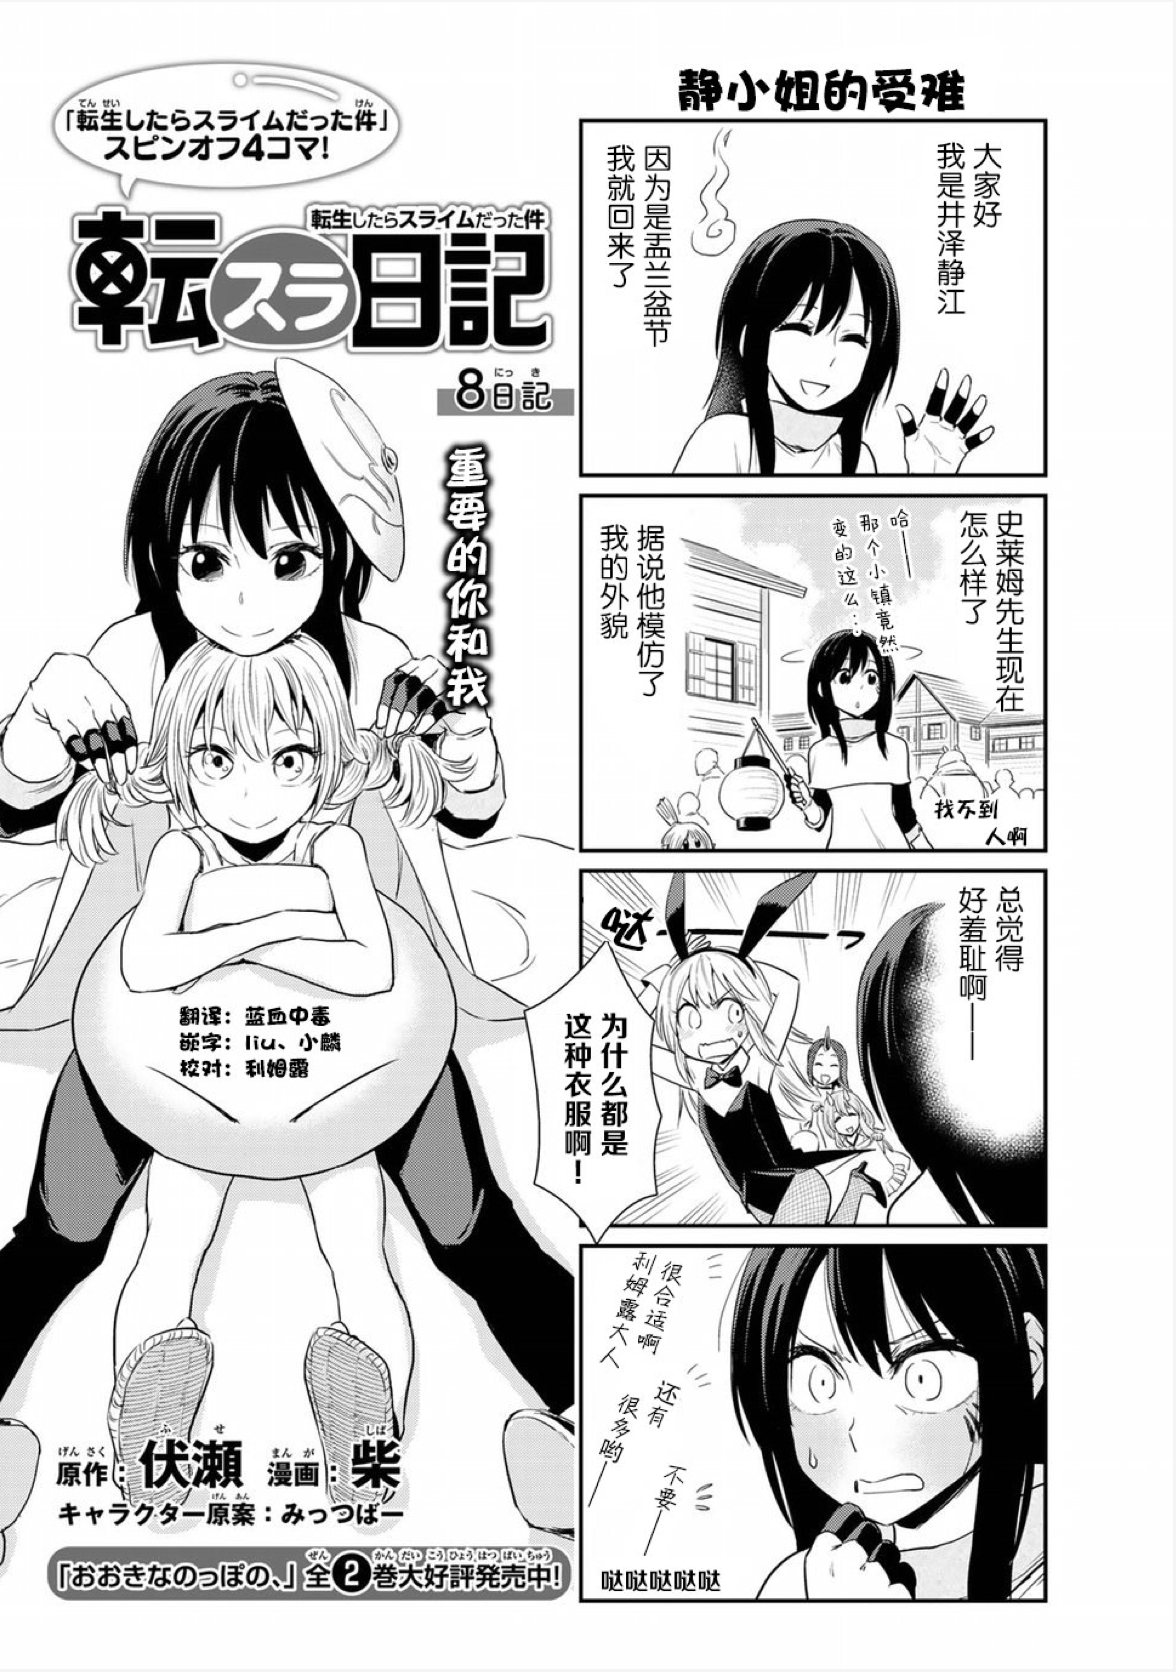 「転生したらスライムだった件」
スピンオフ4コマ!
転生したらスライムだった件
転スラ日記
8日記
重要的你和我
翻译：蓝血中毒
嵌字：liu、小麟
校对：利姆露
原作：伏瀬 漫画：柴
キャラクター原案：みっつばー
「おおきなのっぽの、」全2巻大好評発売中!
静小姐的受难
大家好
我是井泽静江
因为是盂兰盆节
我就回来了
史莱姆先生现在
怎么样了
哈——
那个小镇竟然
变的这么…
据说他模仿了
我的外貌
找不到
人啊
总觉得
好羞耻啊——
哒——ッ
为什么都是
这种衣服啊！
很合适啊
利姆露大人
还有
很多哟——
不要——
哒哒哒哒哒